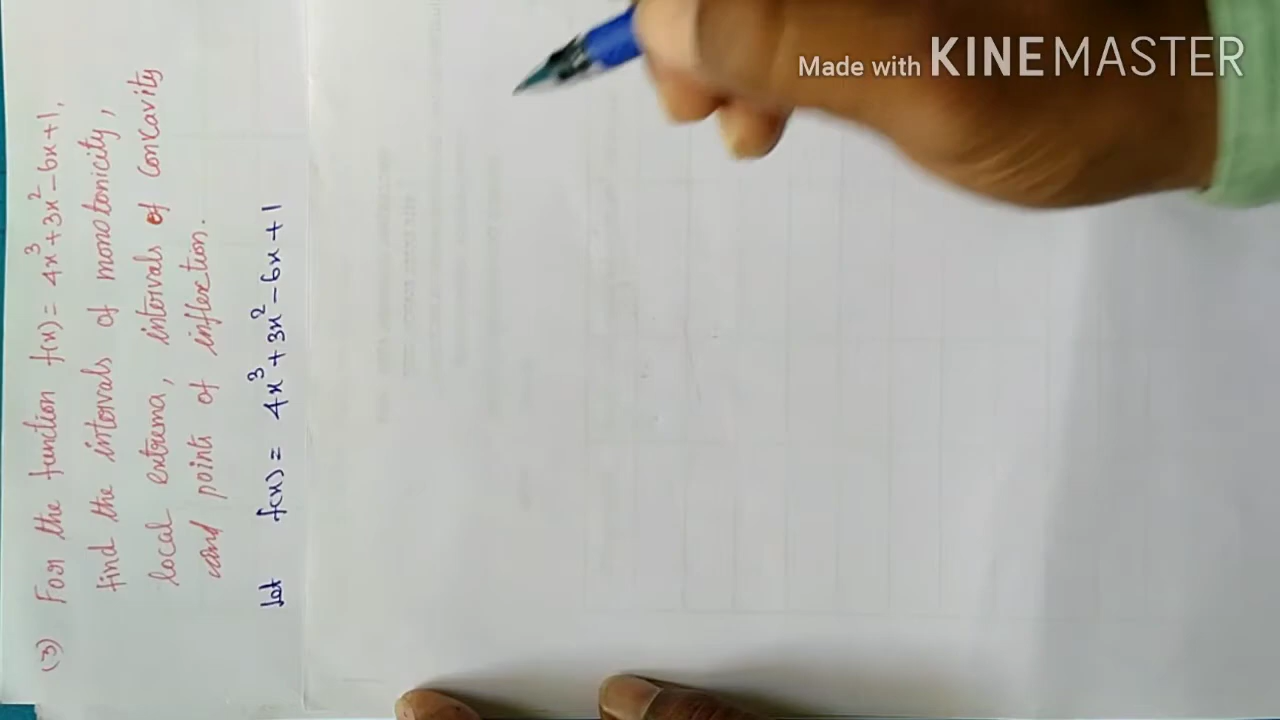 (3) For the function f(x) = 4x³ + 3x² - 6x + 1,
find the intervals of monotonicity,
local extrema, intervals of concavity
and points of inflection.
Let f(x) = 4x³ + 3x² - 6x + 1
Made with KINEMASTER